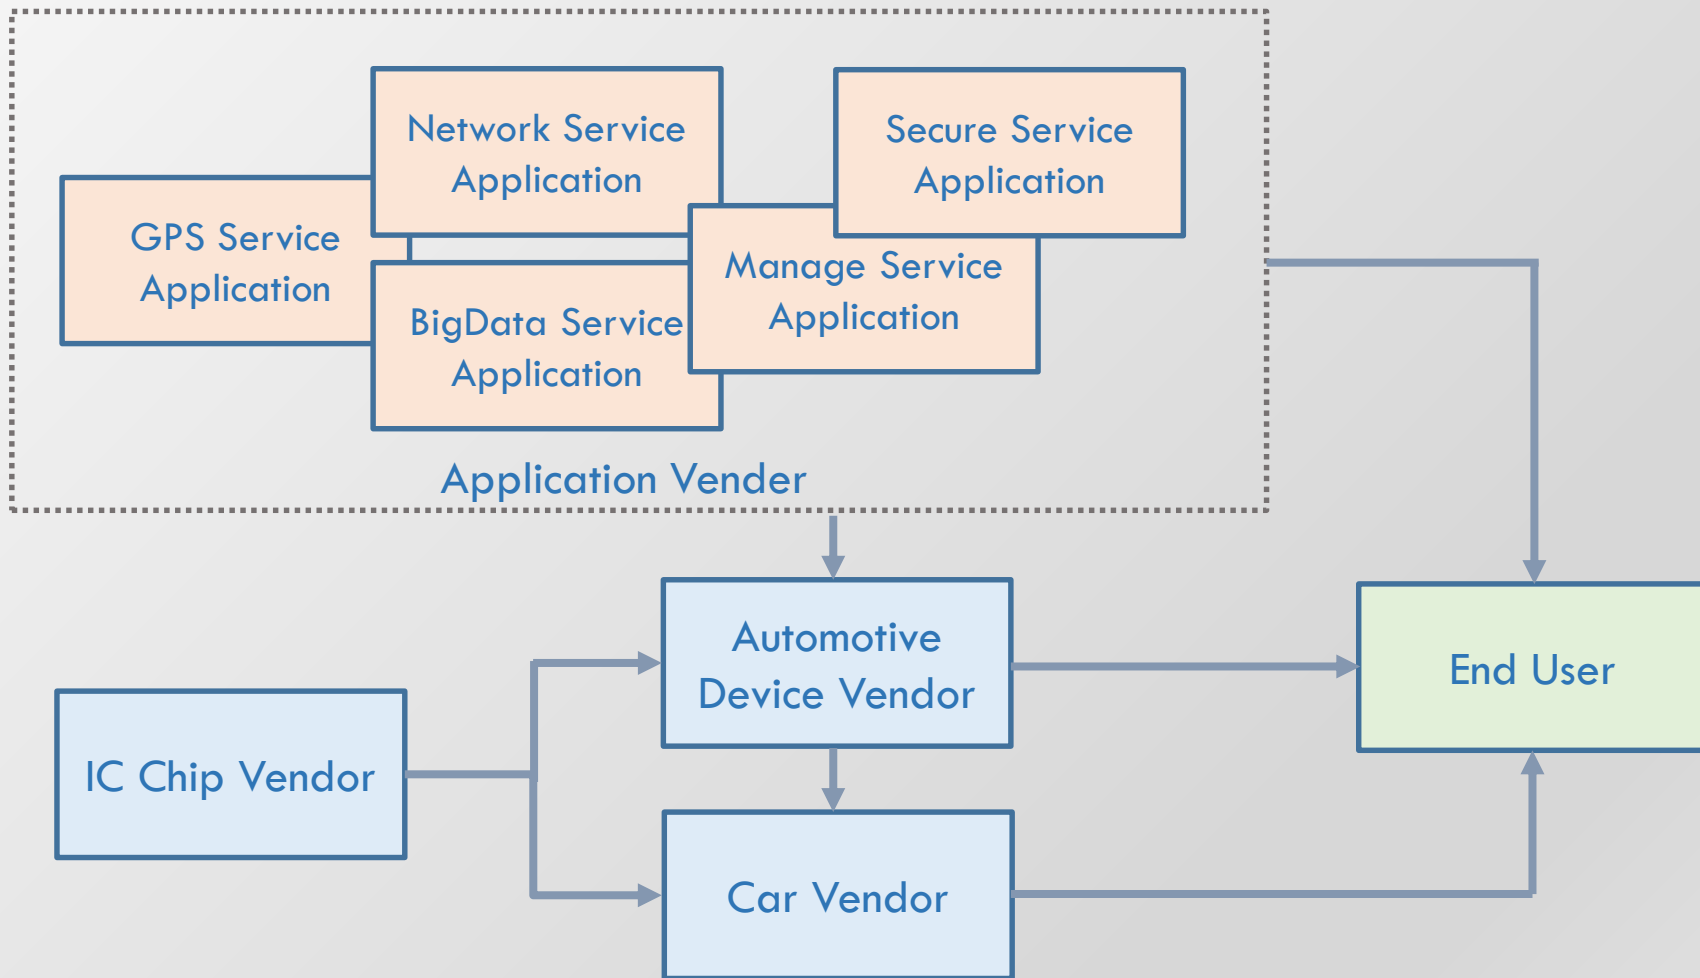 Network Service
Application
Secure Service
Application
GPS Service
Application
Manage Service
Application
BigData Service
Application
Application Vender
Automotive
Device Vendor
End User
IC Chip Vendor
Car Vendor